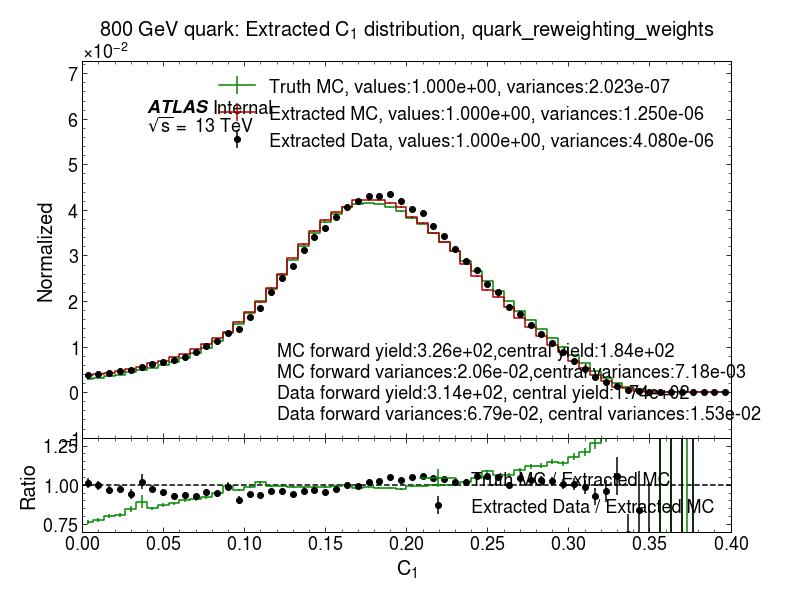 800 GeV quark: Extracted C₁ distribution, quark_reweighting_weights
×10⁻²
7
6
5
4
3
2
1
0
-1
Normalized
Truth MC, values:1.000e+00, variances:2.023e-07
ATLAS Internal
Extracted MC, values:1.000e+00, variances:1.250e-06
√s = 13 TeV
Extracted Data, values:1.000e+00, variances:4.080e-06
MC forward yield:3.26e+02,central yield:1.84e+02
MC forward variances:2.06e-02,central variances:7.18e-03
Data forward yield:3.14e+02, central yield:1.74e+02
Data forward variances:6.79e-02, central variances:1.53e-02
1.25
1.00
0.75
Ratio
Truth MC / Extracted MC
Extracted Data / Extracted MC
0.00 0.05 0.10 0.15 0.20 0.25 0.30 0.35 0.40
C₁